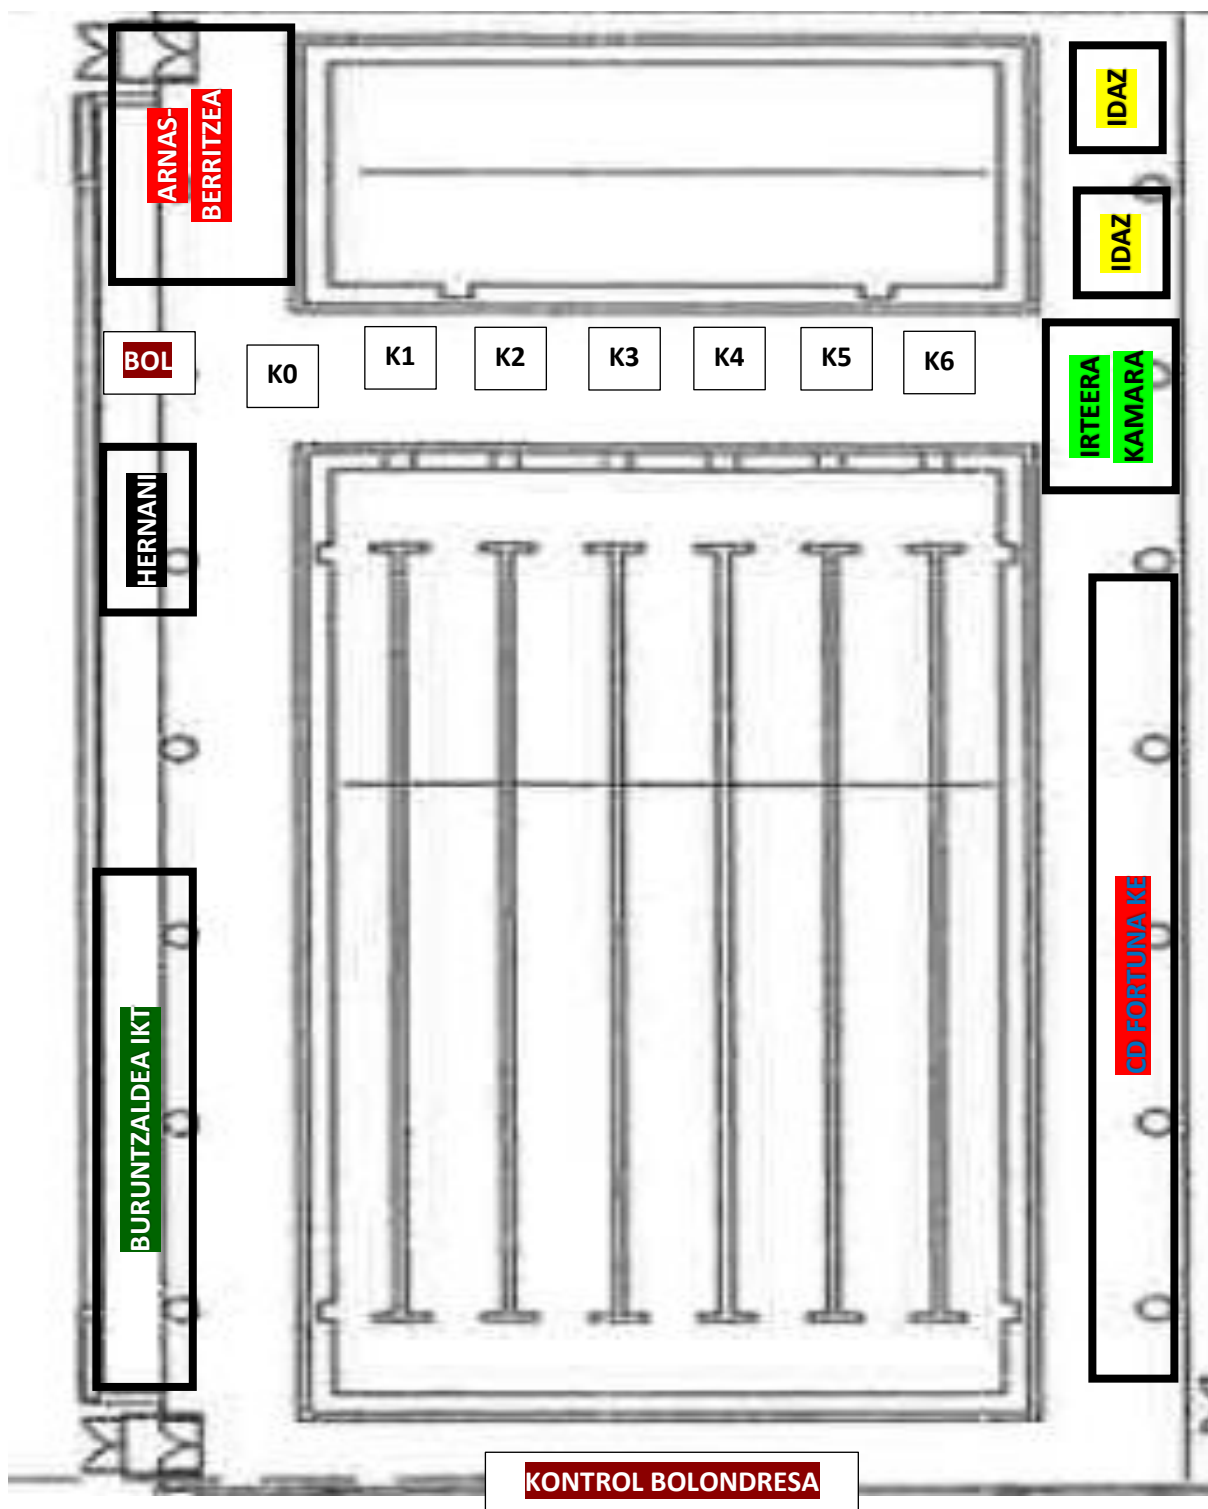 ARNAS-
BERRITZEA
IDAZ
IDAZ
BOL
K0
K1
K2
K3
K4
K5
K6
IRTEERA
KAMARA
HERNANI
BURUNTZALDEA IKT
CD FORTUNA KE
KONTROL BOLONDRESA